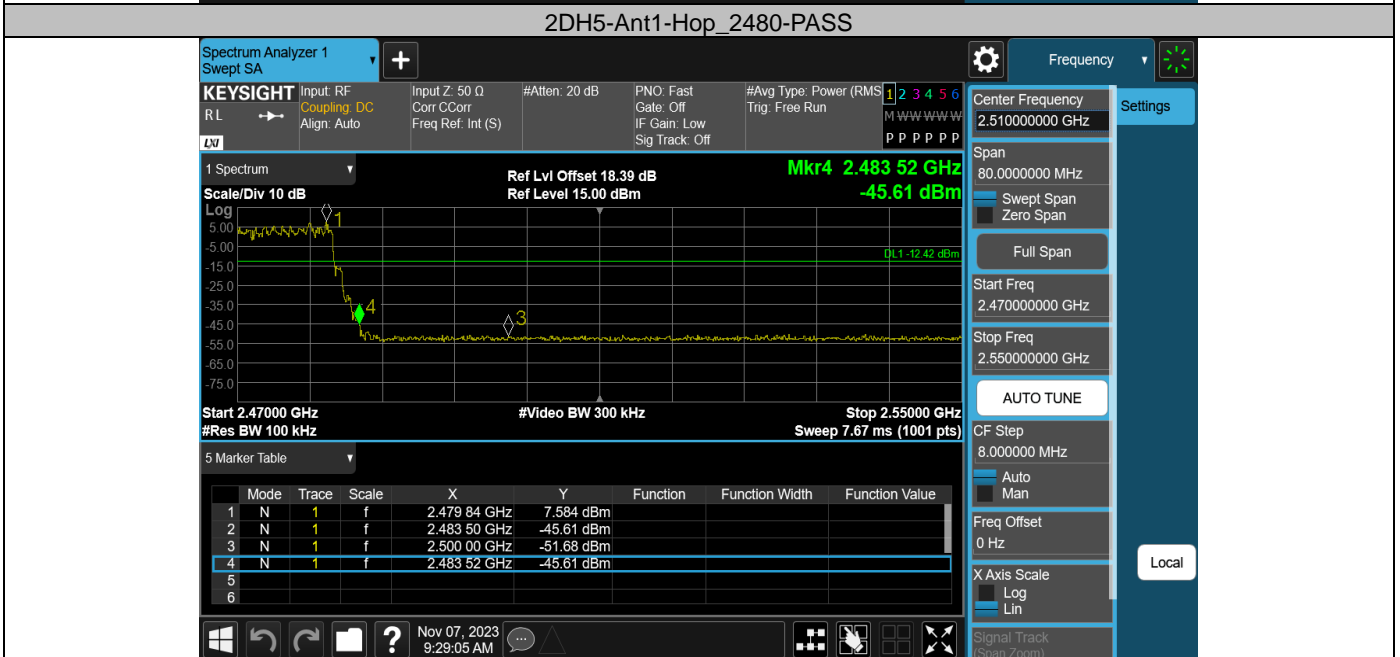 2DH5-Ant1-Hop_2480-PASS
Spectrum Analyzer 1
Swept SA
+
Frequency
KEYSIGHT
RL
LXI
Input: RF
Coupling: DC
Align: Auto
Input Z: 50 Ω
Corr CCorr
Freq Ref: Int (S)
#Atten: 20 dB
PNO: Fast
Gate: Off
IF Gain: Low
Sig Track: Off
#Avg Type: Power (RMS
Trig: Free Run
1 2 3 4 5 6
M W W W W W
P P P P P P
1 Spectrum
Scale/Div 10 dB
Ref Lvl Offset 18.39 dB
Ref Level 15.00 dBm
Mkr4 2.483 52 GHz
-45.61 dBm
Log
5.00
-5.00
-15.0
-25.0
-35.0
-45.0
-55.0
-65.0
-75.0
1
4
3
DL1 -12.42 dBm
Start 2.47000 GHz
#Video BW 300 kHz
Stop 2.55000 GHz
#Res BW 100 kHz
Sweep 7.67 ms (1001 pts)
5 Marker Table
Mode Trace Scale X Y Function Function Width Function Value
1 N 1 f 2.479 84 GHz 7.584 dBm
2 N 1 f 2.483 50 GHz -45.61 dBm
3 N 1 f 2.500 00 GHz -51.68 dBm
4 N 1 f 2.483 52 GHz -45.61 dBm
5
6
?
Nov 07, 2023
9:29:05 AM
Center Frequency
2.510000000 GHz
Settings
Span
80.0000000 MHz
Swept Span
Zero Span
Full Span
Start Freq
2.470000000 GHz
Stop Freq
2.550000000 GHz
AUTO TUNE
CF Step
8.000000 MHz
Auto
Man
Freq Offset
0 Hz
X Axis Scale
Log
Lin
Signal Track
(Span Zoom)
Local